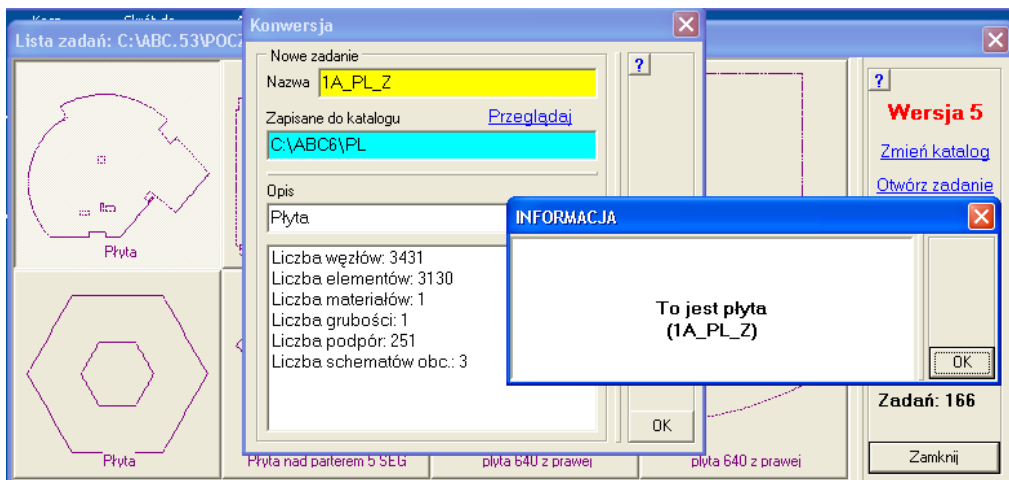 Lista zadań: C:\ABC.53\POCZ
Konwersja
Nowe zadanie
Nazwa 1A_PL_Z
Zapisane do katalogu Przeglądaj
C:\ABC6\PL
Opis
Płyta
Liczba węzłów: 3431
Liczba elementów: 3130
Liczba materiałów: 1
Liczba grubości: 1
Liczba podpór: 251
Liczba schematów obc.: 3
?
OK
INFORMACJA
To jest płyta
(1A_PL_Z)
OK
?
Wersja 5
Zmień katalog
Otwórz zadanie
Zadań: 166
Zamknij
Płyta
Płyta
Płyta nad parterem 5 SEG
płyta 640 z prawej
płyta 640 z prawej